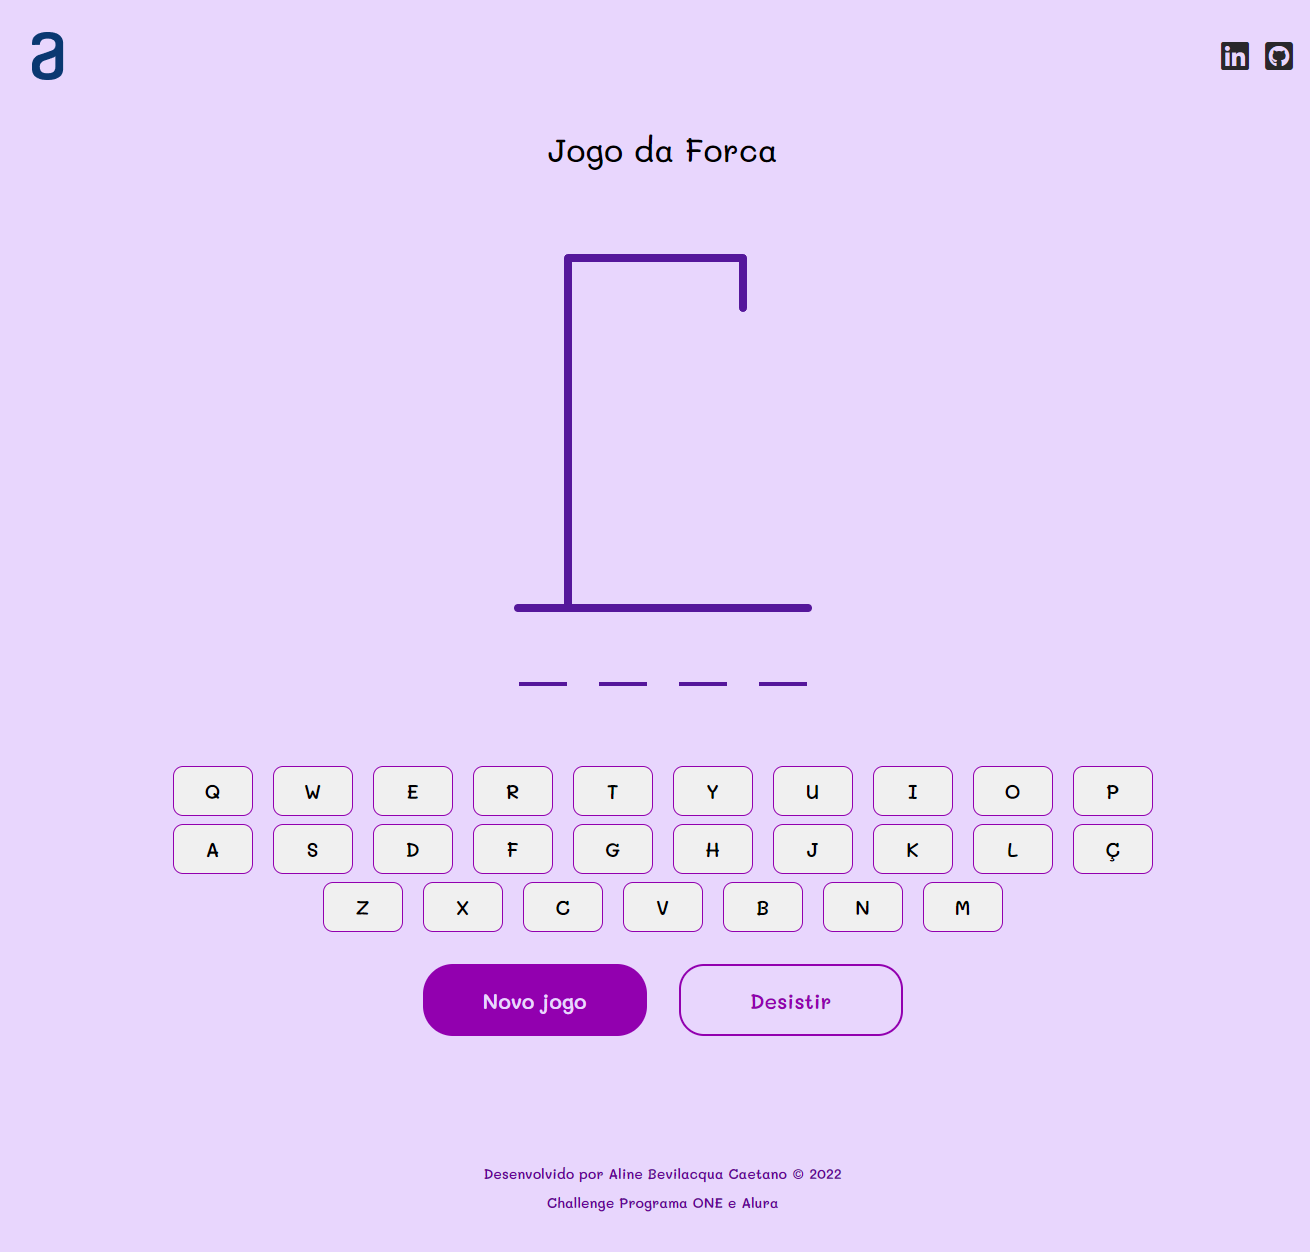 a
in
Jogo da Forca
Q W E R T Y U I O P
A S D F G H J K L Ç
Z X C V B N M
Novo jogo Desistir
Desenvolvido por Aline Bevilacqua Caetano © 2022
Challenge Programa ONE e Alura